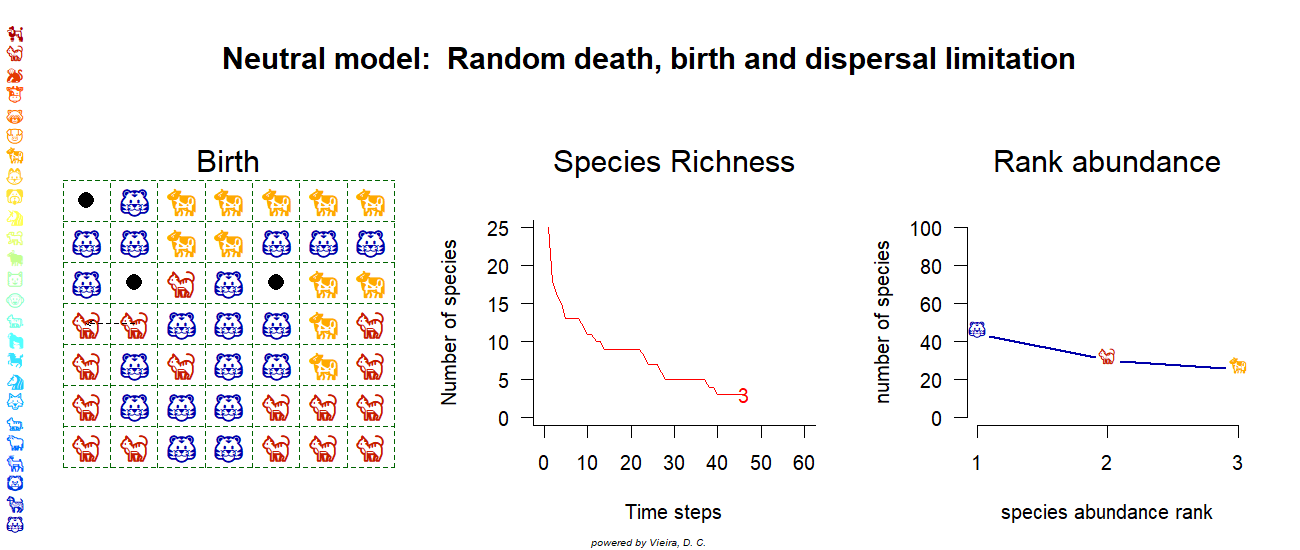 Neutral model:  Random death, birth and dispersal limitation
Birth
Species Richness
Number of species
25
20
15
10
5
0
3
0 10 20 30 40 50 60
Time steps
Rank abundance
number of species
100
80
60
40
20
0
1 2 3
species abundance rank
powered by Vieira, D. C.